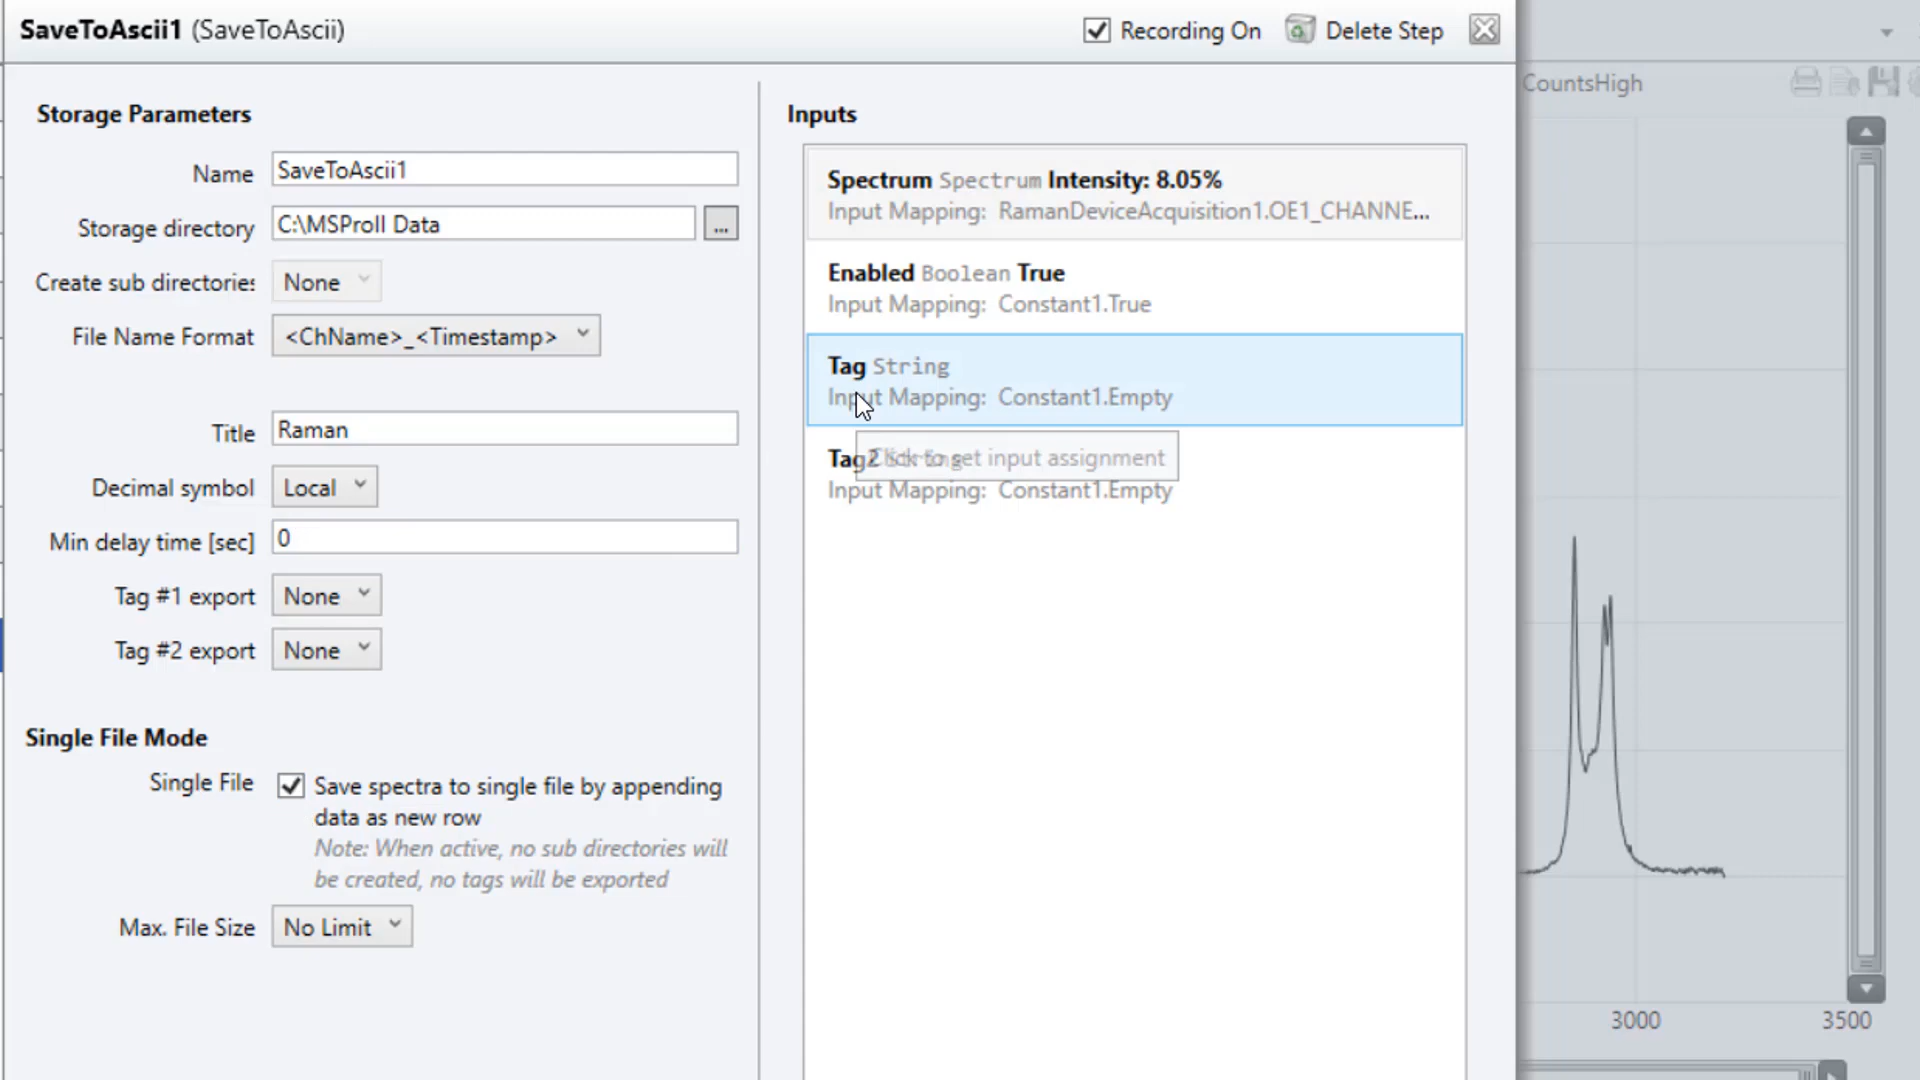 SaveToAscii1 (SaveToAscii)
Recording On
Delete Step
CountsHigh
Storage Parameters
Name
SaveToAscii1
Storage directory
C:\MSProll Data
...
Create sub directories
None
File Name Format
<ChName>_<Timestamp>
Title
Raman
Decimal symbol
Local
Min delay time [sec]
0
Tag #1 export
None
Tag #2 export
None
Single File Mode
Single File
Save spectra to single file by appending
data as new row
Note: When active, no sub directories will
be created, no tags will be exported
Max. File Size
No Limit
Inputs
Spectrum Spectrum Intensity: 8.05%
Input Mapping: RamanDeviceAcquisition1.OE1_CHANNE...
Enabled Boolean True
Input Mapping: Constant1.True
Tag String
Input Mapping: Constant1.Empty
Tag2 String
Click to set input assignment
Input Mapping: Constant1.Empty
3000
3500